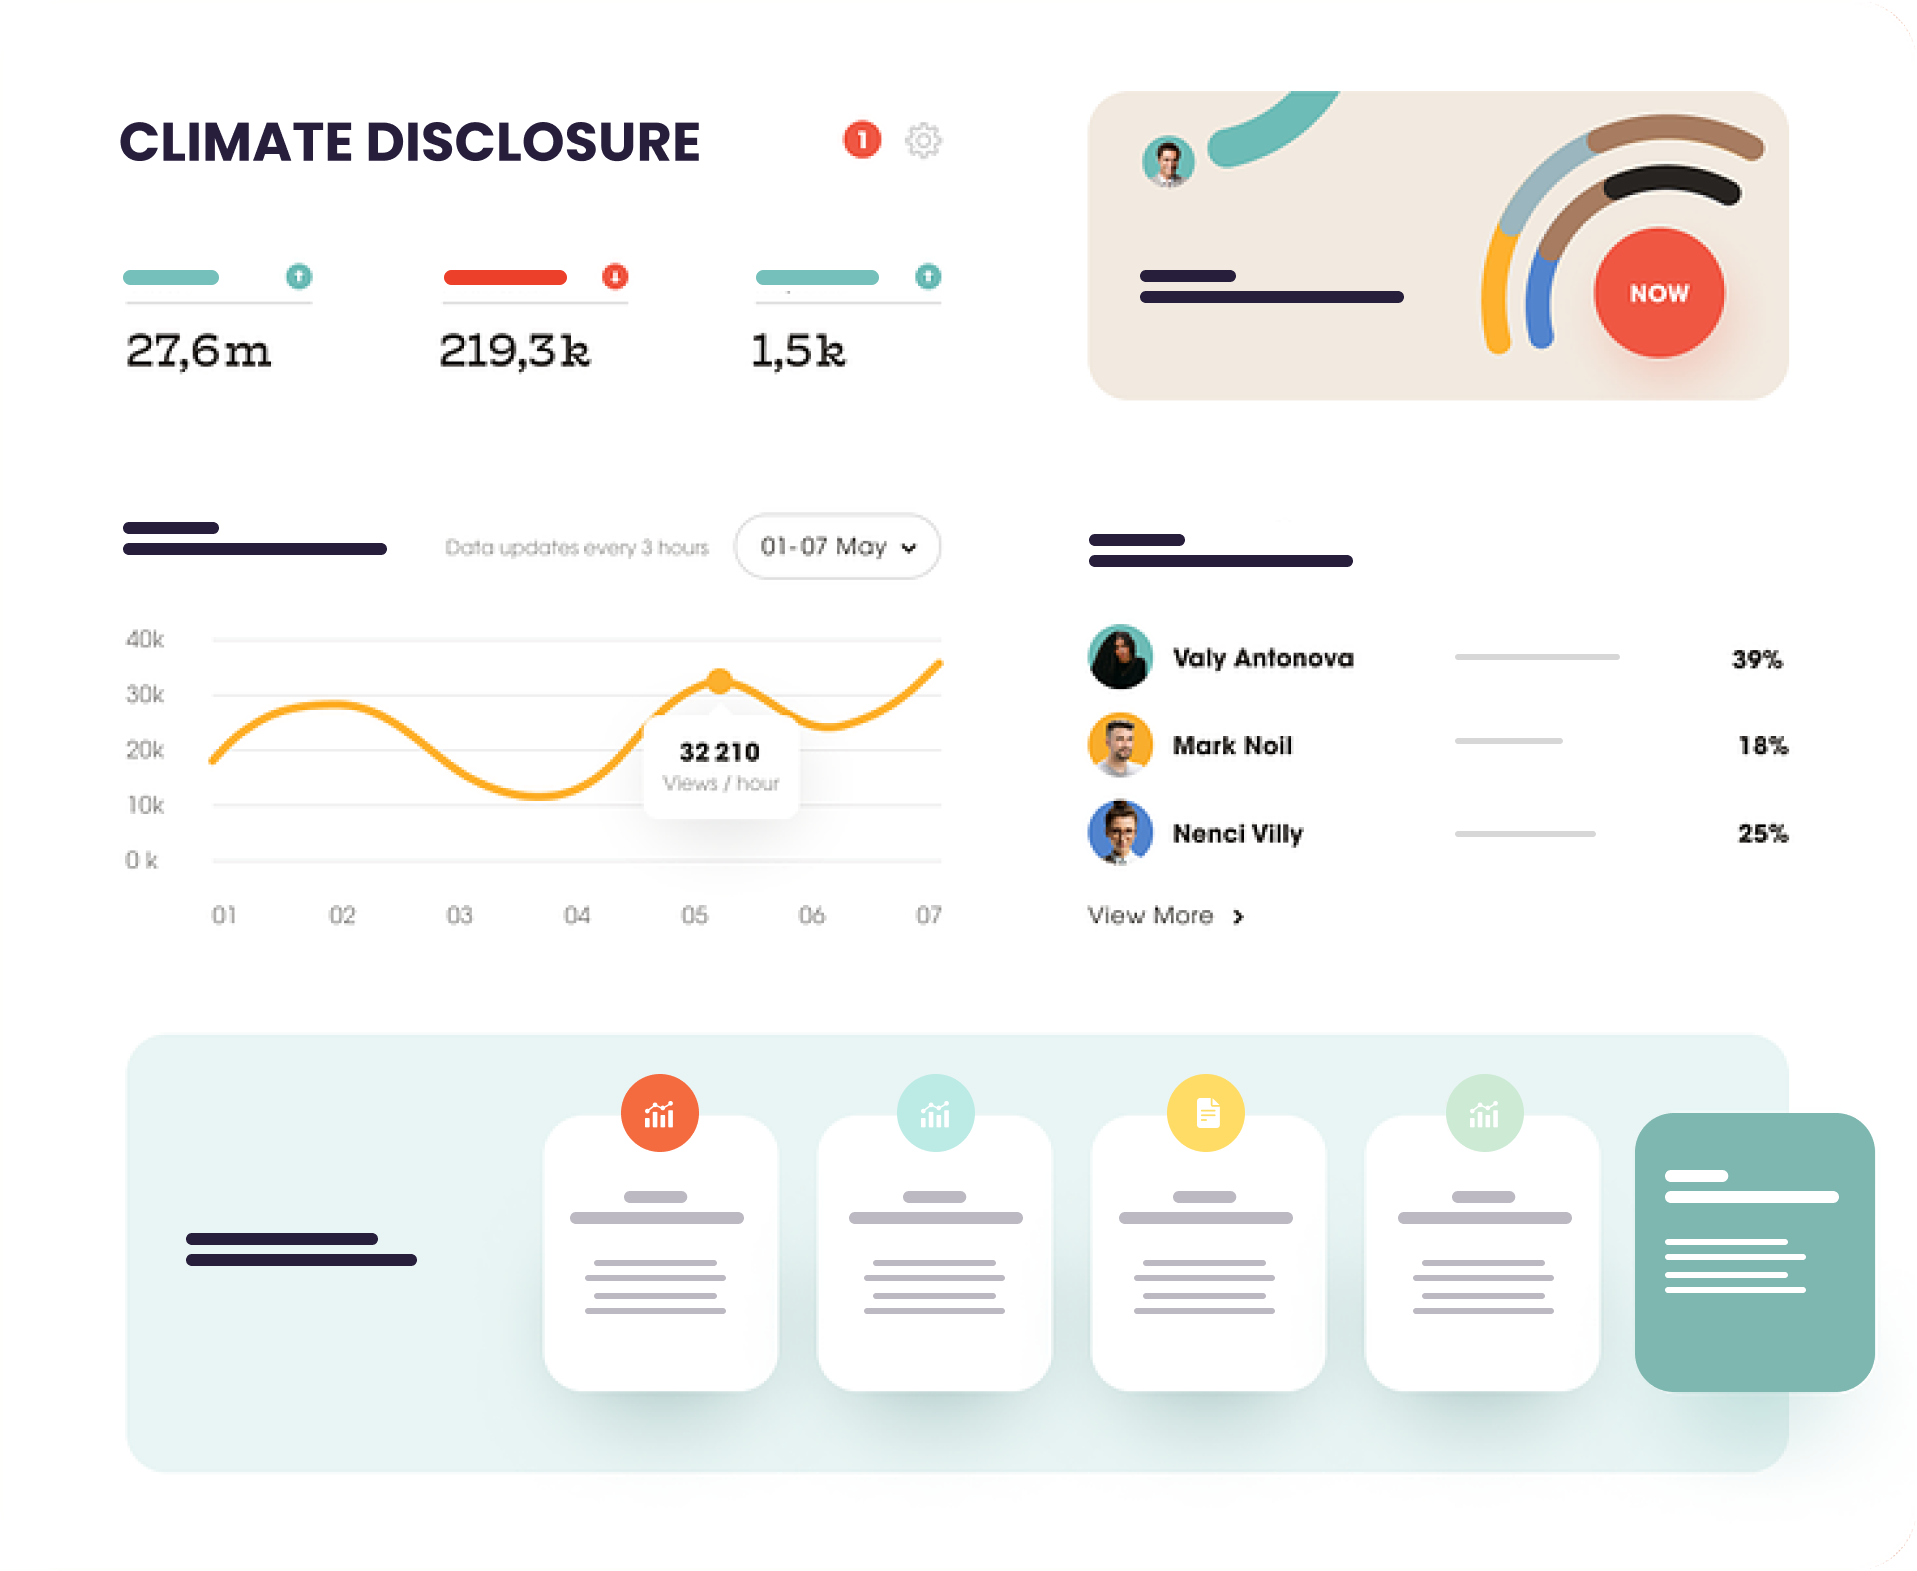 CLIMATE DISCLOSURE
1
27,6m
219,3k
1,5k
NOW
Data updates every 3 hours
01-07 May
40k
30k
20k
10k
0 k
32 210
Views / hour
01 02 03 04 05 06 07
Valy Antonova 39%
Mark Noil 18%
Nenci Villy 25%
View More